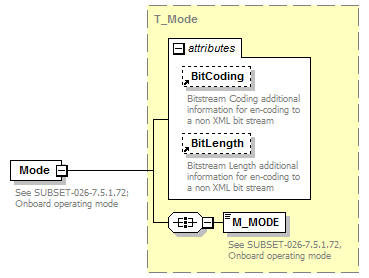 T_Mode
attributes
BitCoding
Bitstream Coding additional
information for en-coding to
a non XML bit stream
BitLength
Bitstream Length additional
information for en-coding to
a non XML bit stream
Mode
See SUBSET-026-7.5.1.72;
Onboard operating mode
M_MODE
See SUBSET-026-7.5.1.72,
Onboard operating mode